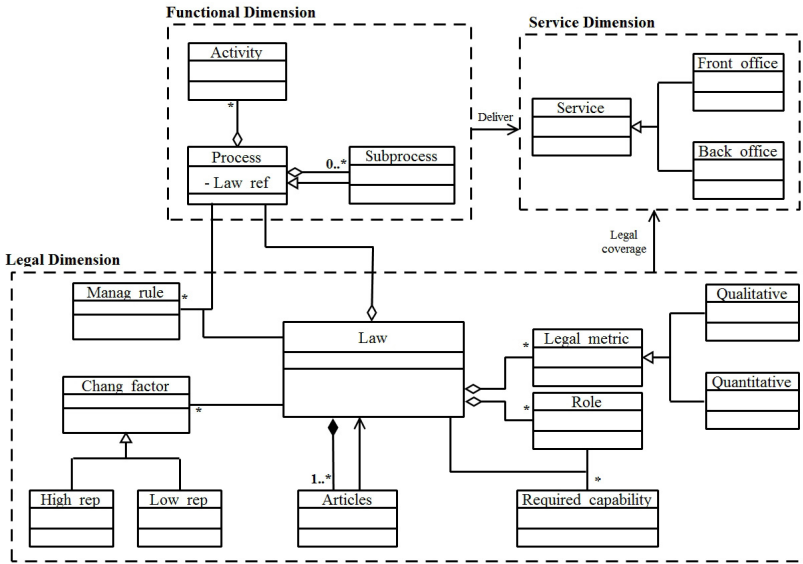 Functional Dimension
Service Dimension
Activity
*
Front office
Service
Deliver
Back office
Process
- Law ref
0..*
Subprocess
Legal
coverage
Legal Dimension
Manag rule
*
Law
Legal metric
*
Qualitative
Quantitative
Chang factor
*
Role
*
1..*
*
High rep
Low rep
Articles
Required capability